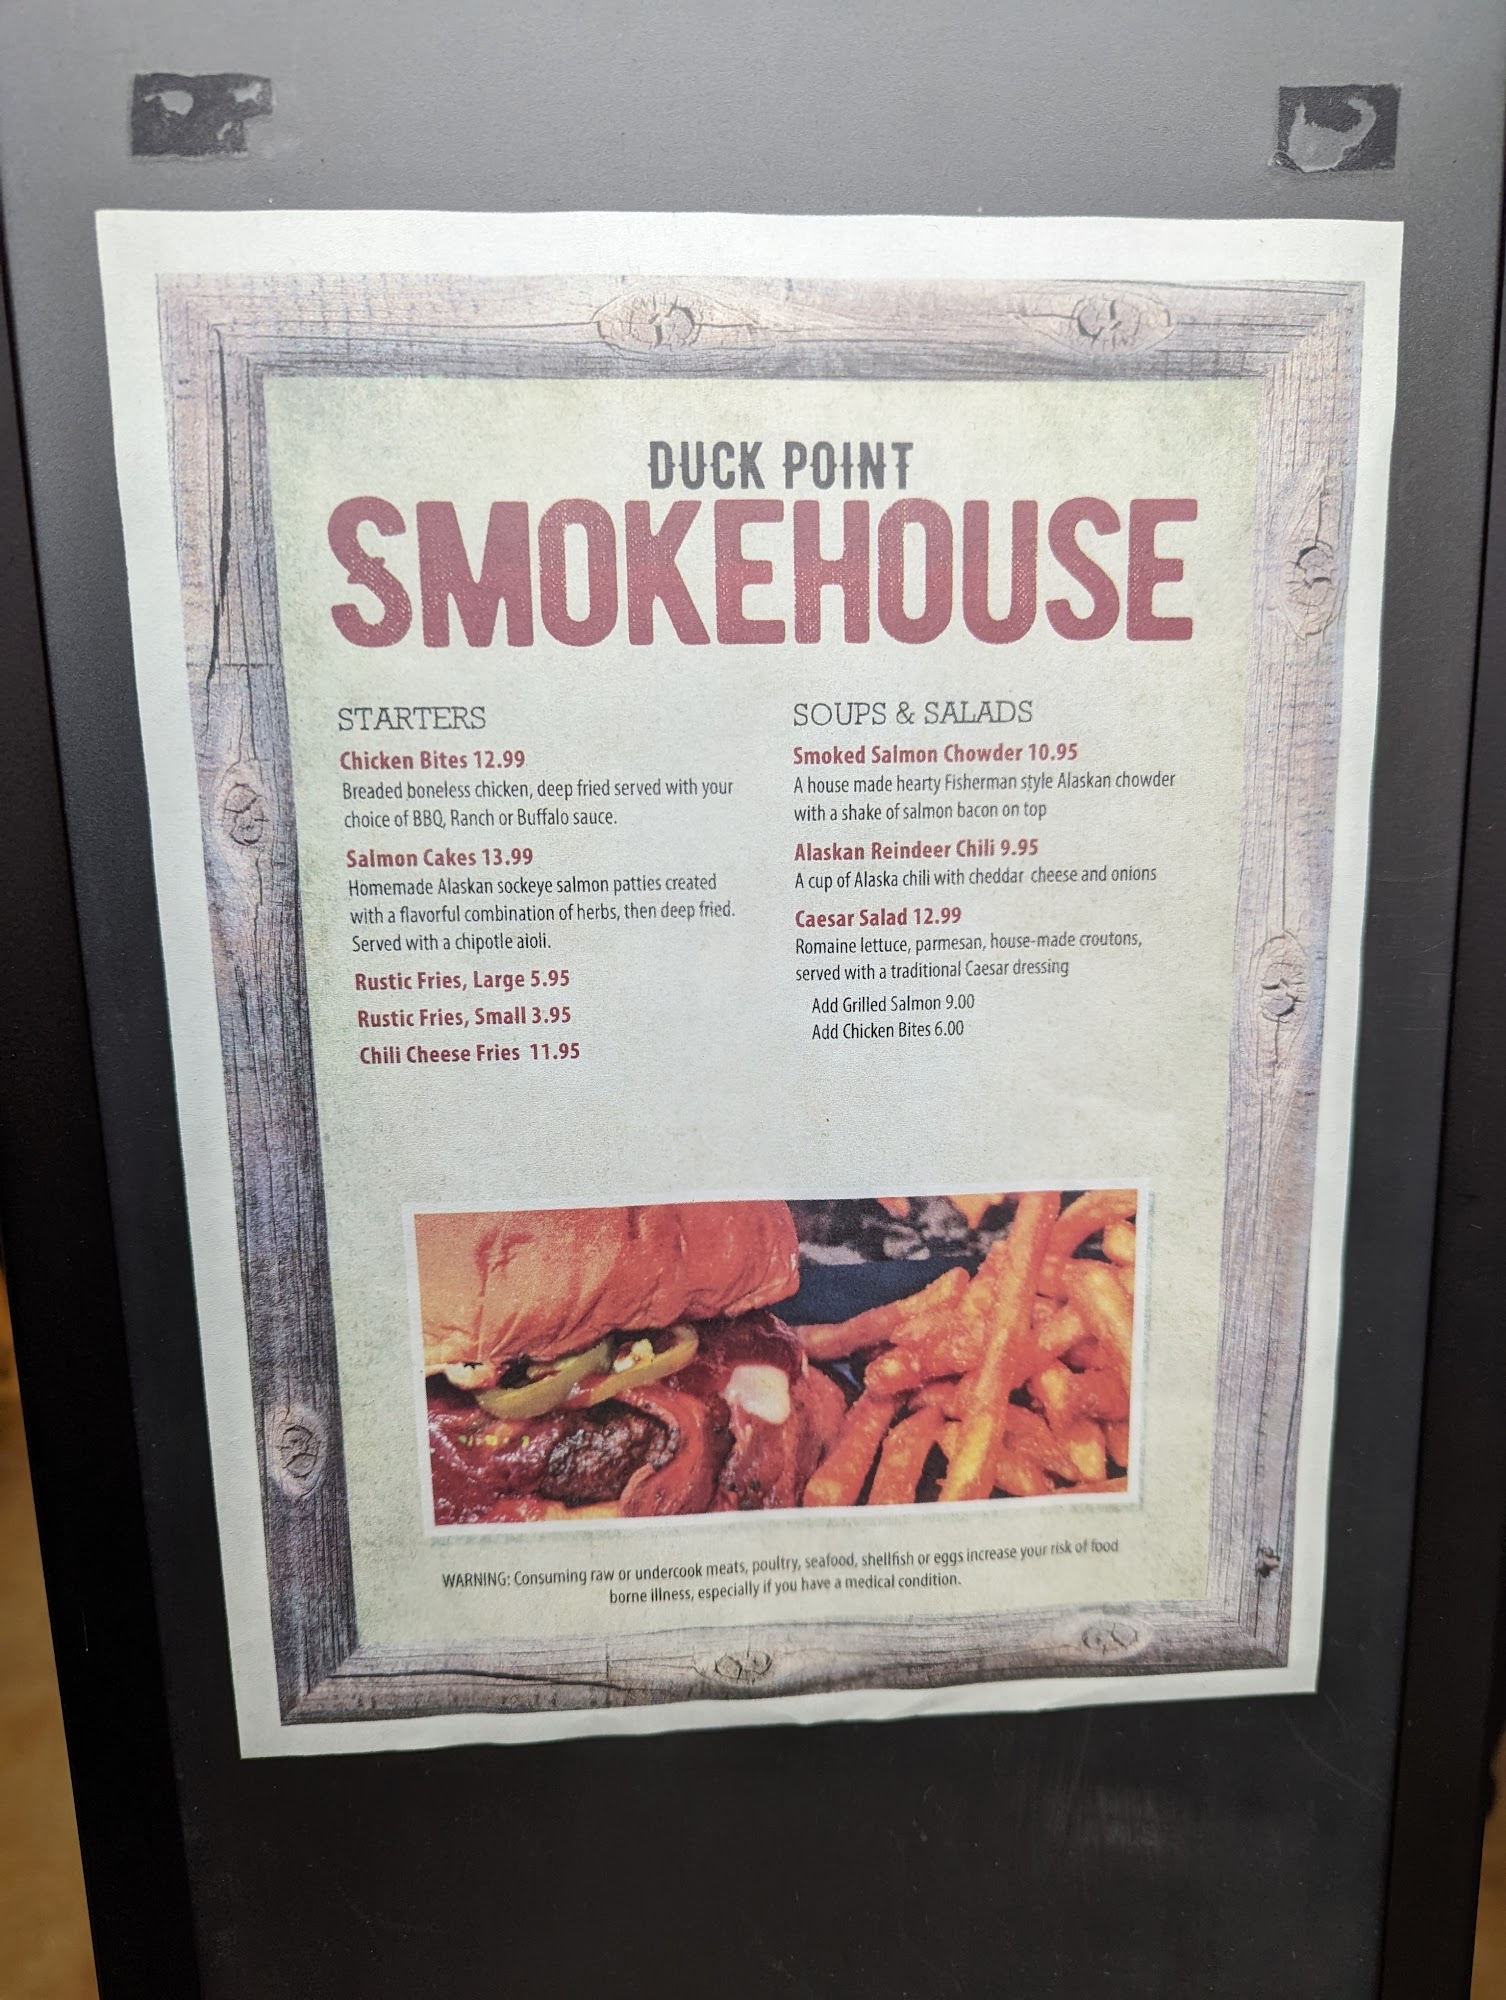 DUCK POINT
SMOKEHOUSE
STARTERS
Chicken Bites 12.99
Breaded boneless chicken, deep fried served with your
choice of BBQ, Ranch or Buffalo sauce.
Salmon Cakes 13.99
Homemade Alaskan sockeye salmon patties created
with a flavorful combination of herbs, then deep fried.
Served with a chipotle aioli.
Rustic Fries, Large 5.95
Rustic Fries, Small 3.95
Chili Cheese Fries 11.95
SOUPS & SALADS
Smoked Salmon Chowder 10.95
A house made hearty Fisherman style Alaskan chowder
with a shake of salmon bacon on top
Alaskan Reindeer Chili 9.95
A cup of Alaska chili with cheddar cheese and onions
Caesar Salad 12.99
Romaine lettuce, parmesan, house-made croutons,
served with a traditional Caesar dressing
Add Grilled Salmon 9.00
Add Chicken Bites 6.00
WARNING: Consuming raw or undercook meats, poultry, seafood, shellfish or eggs increase your risk of food
borne illness, especially if you have a medical condition.